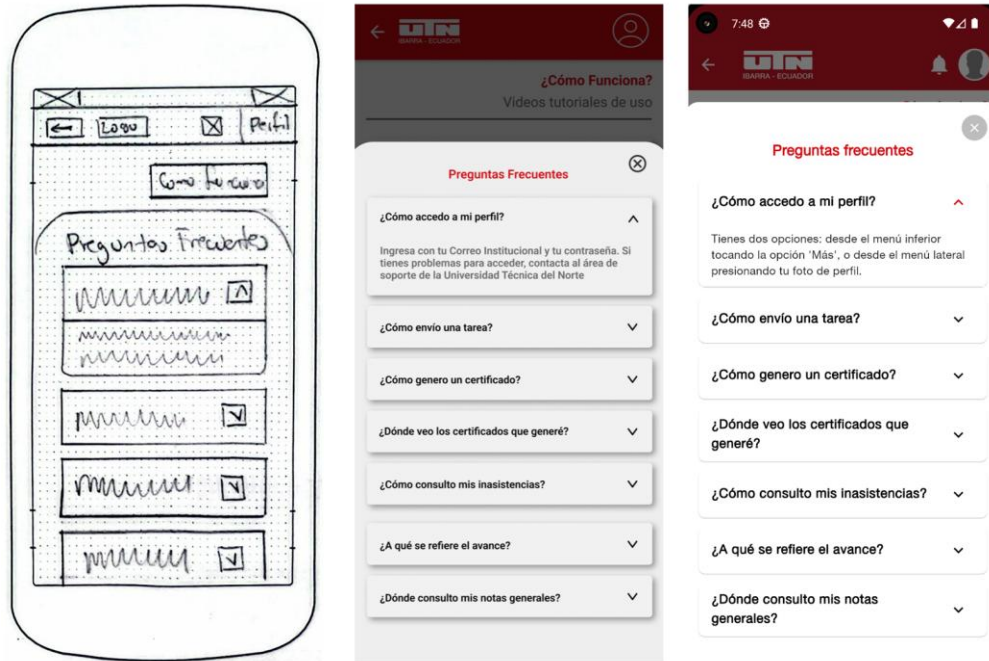 Logo
Perfil
Como funciona
Preguntas Frecuentes
UTN
IBARRA - ECUADOR
¿Cómo Funciona?
Videos tutoriales de uso
Preguntas Frecuentes
¿Cómo accedo a mi perfil?
Ingresa con tu Correo Institucional y tu contraseña. Si
tienes problemas para acceder, contacta al área de
soporte de la Universidad Técnica del Norte
¿Cómo envío una tarea?
¿Cómo genero un certificado?
¿Dónde veo los certificados que generé?
¿Cómo consulto mis inasistencias?
¿A qué se refiere el avance?
¿Dónde consulto mis notas generales?
7:48
UTN
IBARRA - ECUADOR
Preguntas frecuentes
¿Cómo accedo a mi perfil?
Tienes dos opciones: desde el menú inferior
tocando la opción 'Más', o desde el menú lateral
presionando tu foto de perfil.
¿Cómo envío una tarea?
¿Cómo genero un certificado?
¿Dónde veo los certificados que
generé?
¿Cómo consulto mis inasistencias?
¿A qué se refiere el avance?
¿Dónde consulto mis notas
generales?